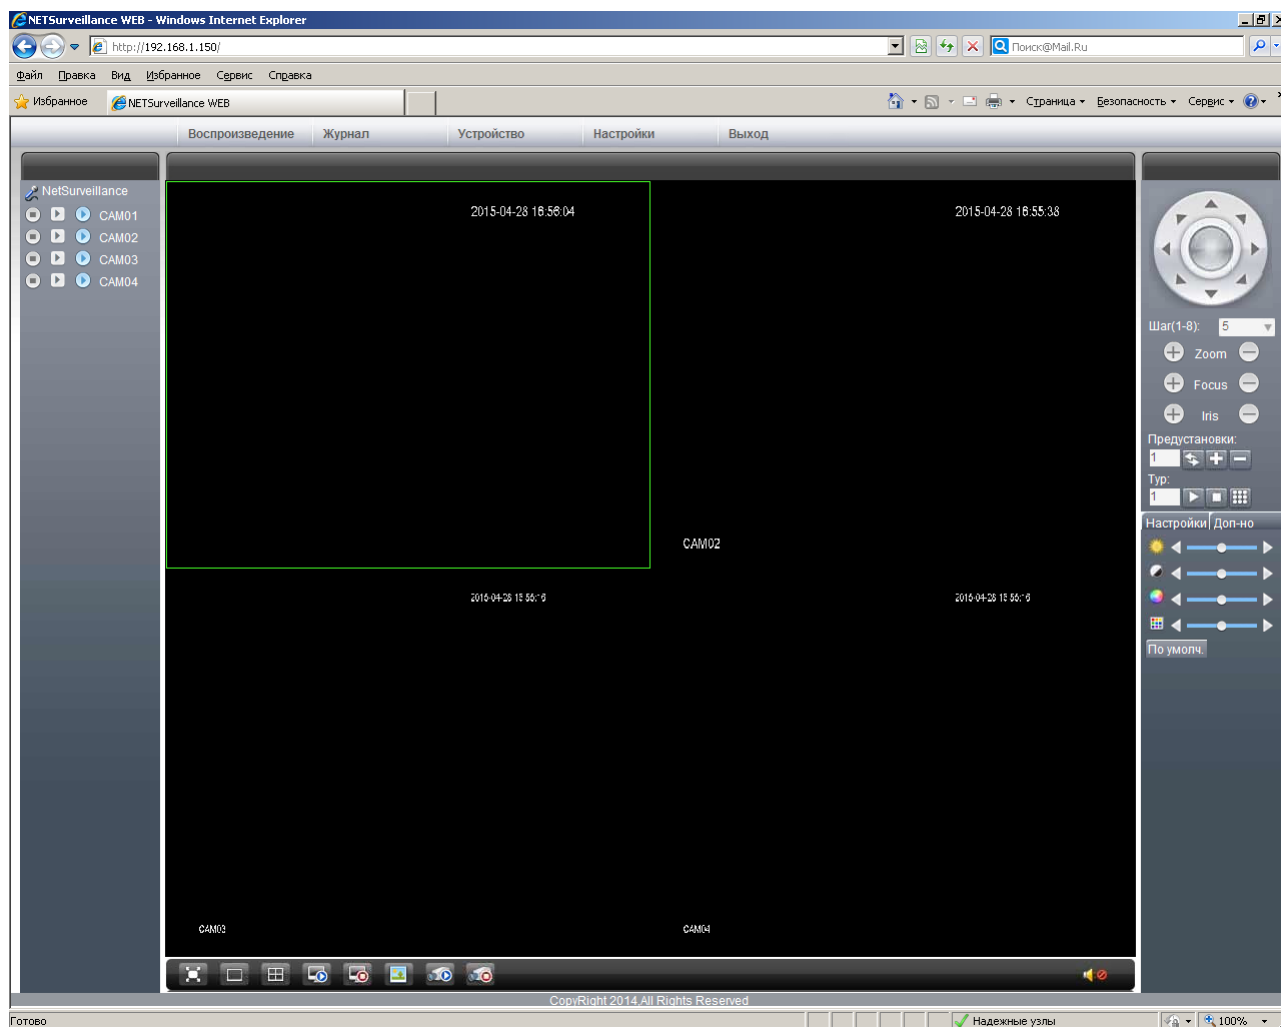 NETSurveillance WEB - Windows Internet Explorer
http://192.168.1.150/
Поиск@Mail.Ru
Файл Правка Вид Избранное Сервис Справка
Избранное NETSurveillance WEB Страница Безопасность Сервис
Воспроизведение Журнал Устройство Настройки Выход
NetSurveillance
CAM01
CAM02
CAM03
CAM04
2015-04-28 16:56:04
2015-04-28 16:55:38
CAM02
CAM03
CAM04
Шаг(1-8): 5
Zoom
Focus
Iris
Предустановки:
1
Тур:
1
Настройки Доп-но
По умолч.
CopyRight 2014,All Rights Reserved
Готово Надежные узлы 100%